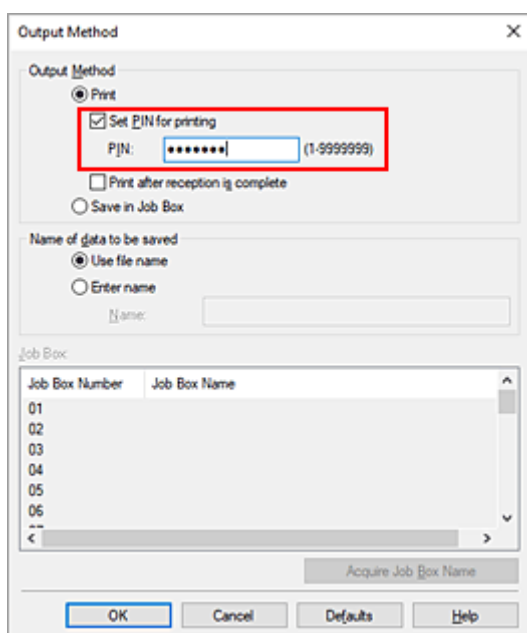 Output Method
Output Method
Print
Set PIN for printing
PIN: ●●●●●●● (1-9999999)
Print after reception is complete
Save in Job Box
Name of data to be saved
Use file name
Enter name
Name:
Job Box:
Job Box Number Job Box Name
01
02
03
04
05
06
Acquire Job Box Name
OK Cancel Defaults Help